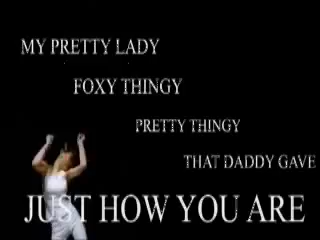 MY PRETTY LADY
FOXY THINGY
PRETTY THINGY
THAT DADDY GAVE
JUST HOW YOU ARE